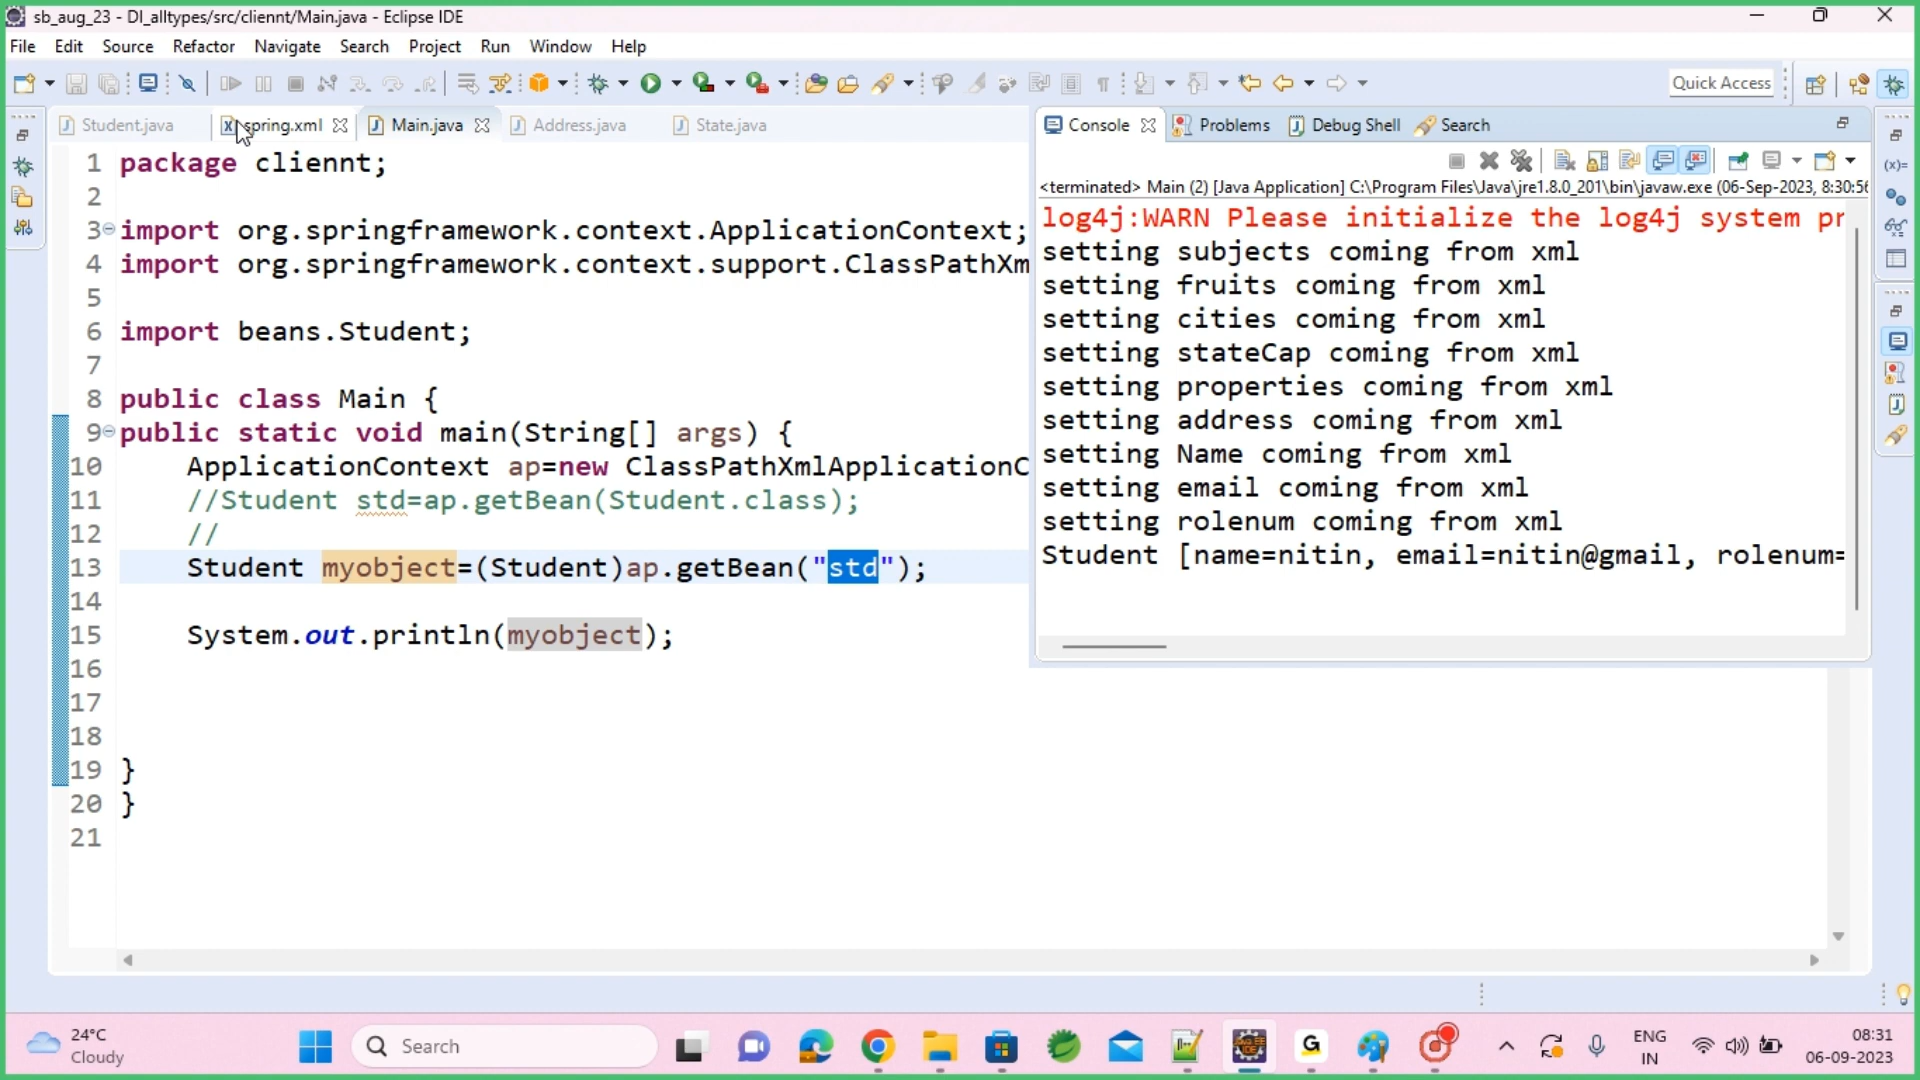 sb_aug_23 - DI_alltypes/src/cliennt/Main.java - Eclipse IDE
File Edit Source Refactor Navigate Search Project Run Window Help
Quick Access
Student.java spring.xml Main.java Address.java State.java
1 package cliennt;
2
3 import org.springframework.context.ApplicationContext;
4 import org.springframework.context.support.ClassPathXm
5
6 import beans.Student;
7
8 public class Main {
9 public static void main(String[] args) {
10 ApplicationContext ap=new ClassPathXmlApplicationC
11 //Student std=ap.getBean(Student.class);
12 //
13 Student myobject=(Student)ap.getBean("std");
14
15 System.out.println(myobject);
16
17
18
19 }
20 }
21
Console Problems Debug Shell Search
<terminated> Main (2) [Java Application] C:\Program Files\Java\jre1.8.0_201\bin\javaw.exe (06-Sep-2023, 8:30:56
log4j:WARN Please initialize the log4j system pr
setting subjects coming from xml
setting fruits coming from xml
setting cities coming from xml
setting stateCap coming from xml
setting properties coming from xml
setting address coming from xml
setting Name coming from xml
setting email coming from xml
setting rolenum coming from xml
Student [name=nitin, email=nitin@gmail, rolenum=
24°C
Cloudy
Search
ENG
IN
08:31
06-09-2023